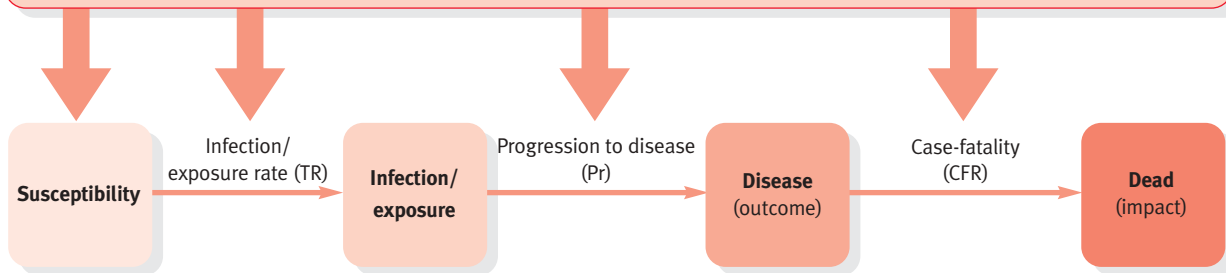 Susceptibility
Infection/
exposure rate (TR)
Infection/
exposure
Progression to disease
(Pr)
Disease
(outcome)
Case-fatality
(CFR)
Dead
(impact)